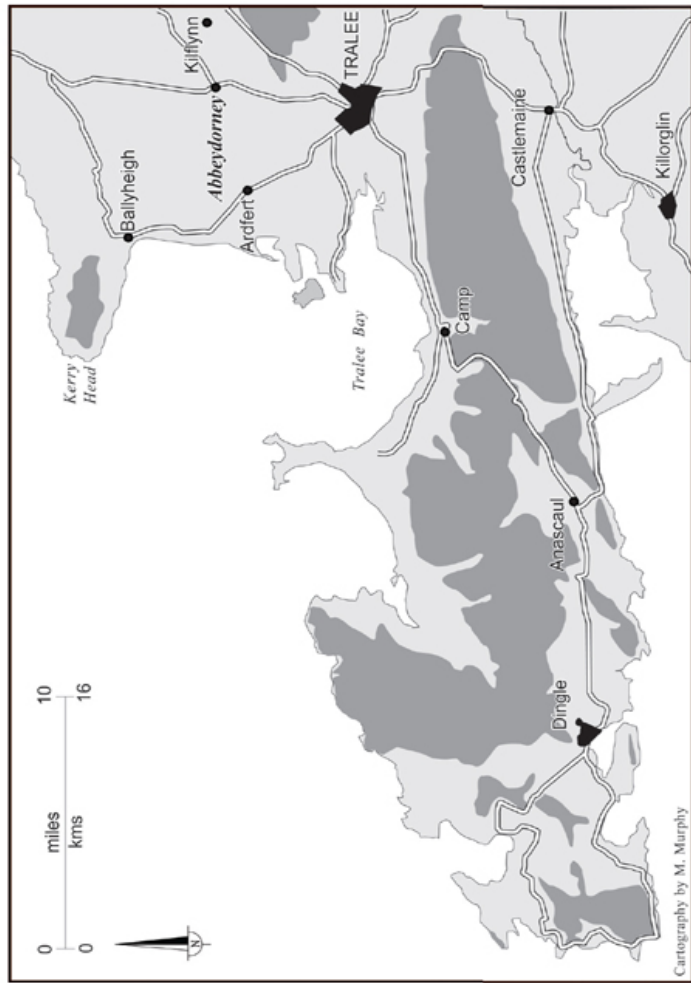 0 10
miles
kms
0 16
N
Kerry
Head
Ballyheigh
Kilflynn
Abbeydorney
Ardfert
TRALEE
Tralee Bay
Camp
Castlemaine
Killorglin
Anascaul
Dingle
Cartography by M. Murphy